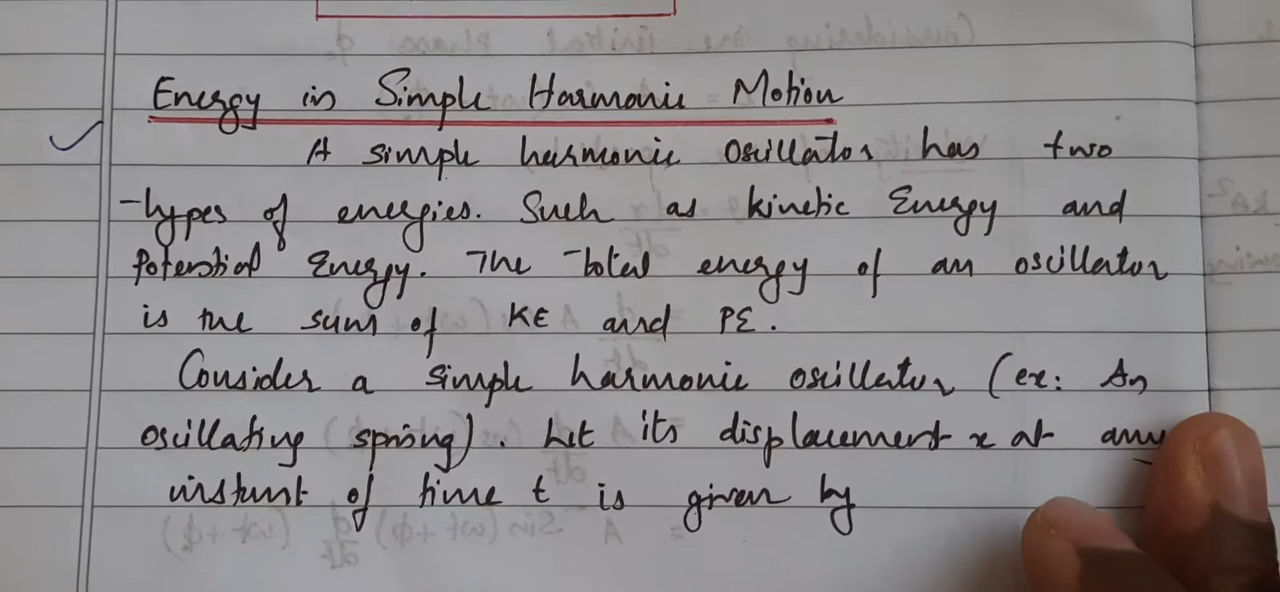 Energy in Simple Harmonic Motion
A simple harmonic oscillator has two
types of energies. Such as kinetic Energy and
Potential Energy. The total energy of an oscillator
is the sum of KE and PE.
Consider a simple harmonic oscillator (ex: An
oscillating spring). Let its displacement x at any
instant of time t is given by